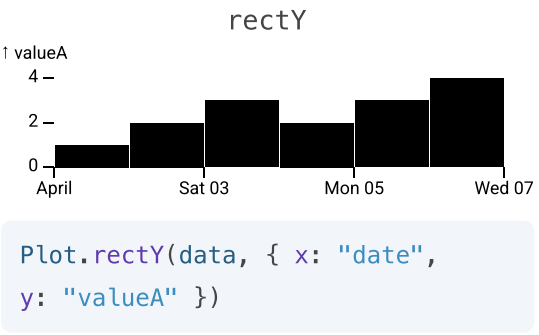 rectY
↑ valueA
4
2
0
April Sat 03 Mon 05 Wed 07
Plot.rectY(data, { x: "date",
y: "valueA" })